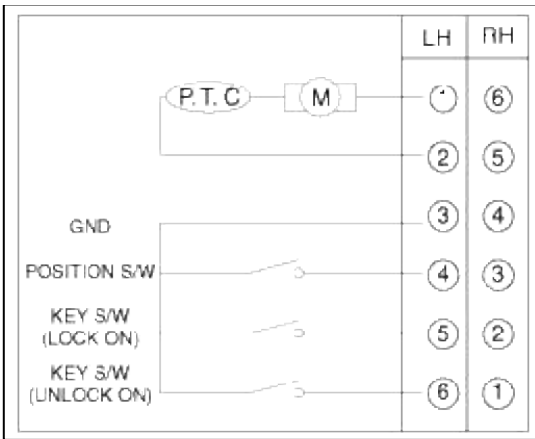 LH RH
P.T.C M 6
2 5
GND 3 4
POSITION S/W 4 3
KEY S/W
(LOCK ON) 5 2
KEY S/W
(UNLOCK ON) 6 1